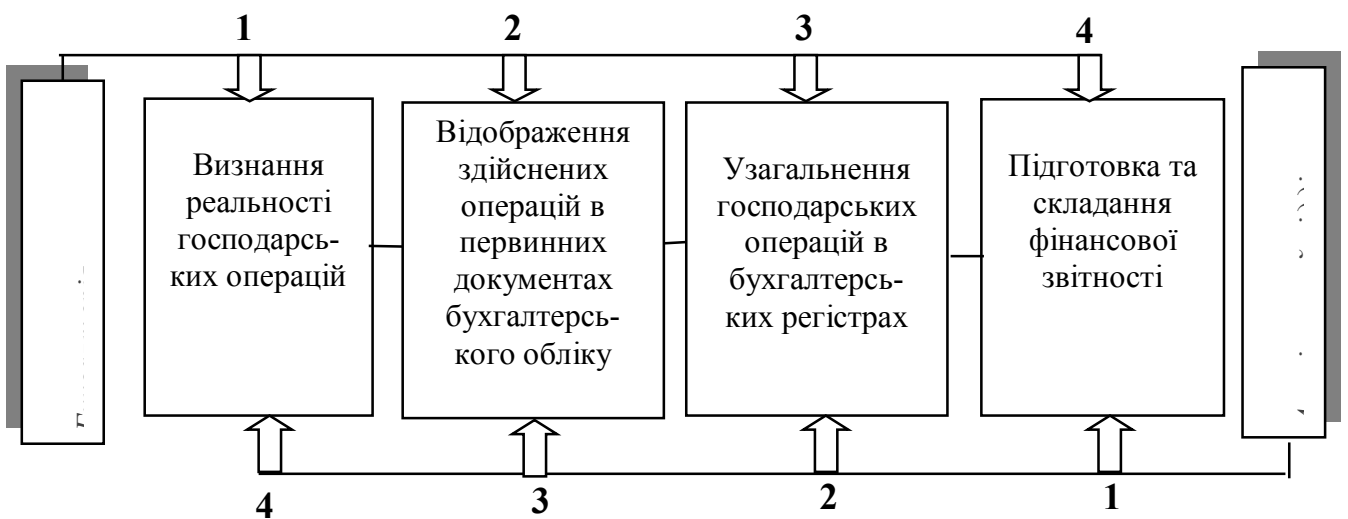 1 2 3 4
Визнання
реальності
господарсь-
ких операцій
Відображення
здійснених
операцій в
первинних
документах
бухгалтерсь-
кого обліку
Узагальнення
господарських
операцій в
бухгалтерсь-
ких регістрах
Підготовка та
складання
фінансової
звітності
4 3 2 1